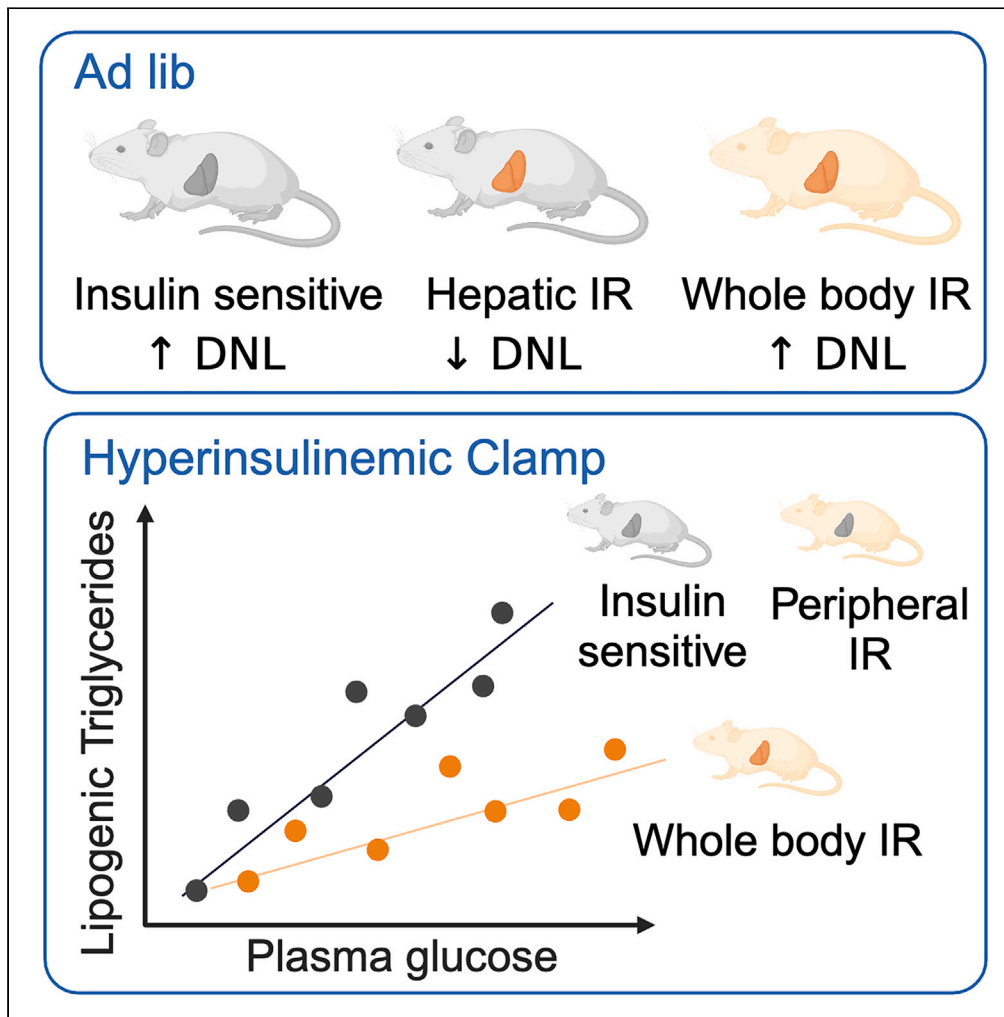 Ad lib
Insulin sensitive
↑ DNL
Hepatic IR
↓ DNL
Whole body IR
↑ DNL
Hyperinsulinemic Clamp
Lipogenic Triglycerides
Plasma glucose
Insulin
sensitive
Peripheral
IR
Whole body IR